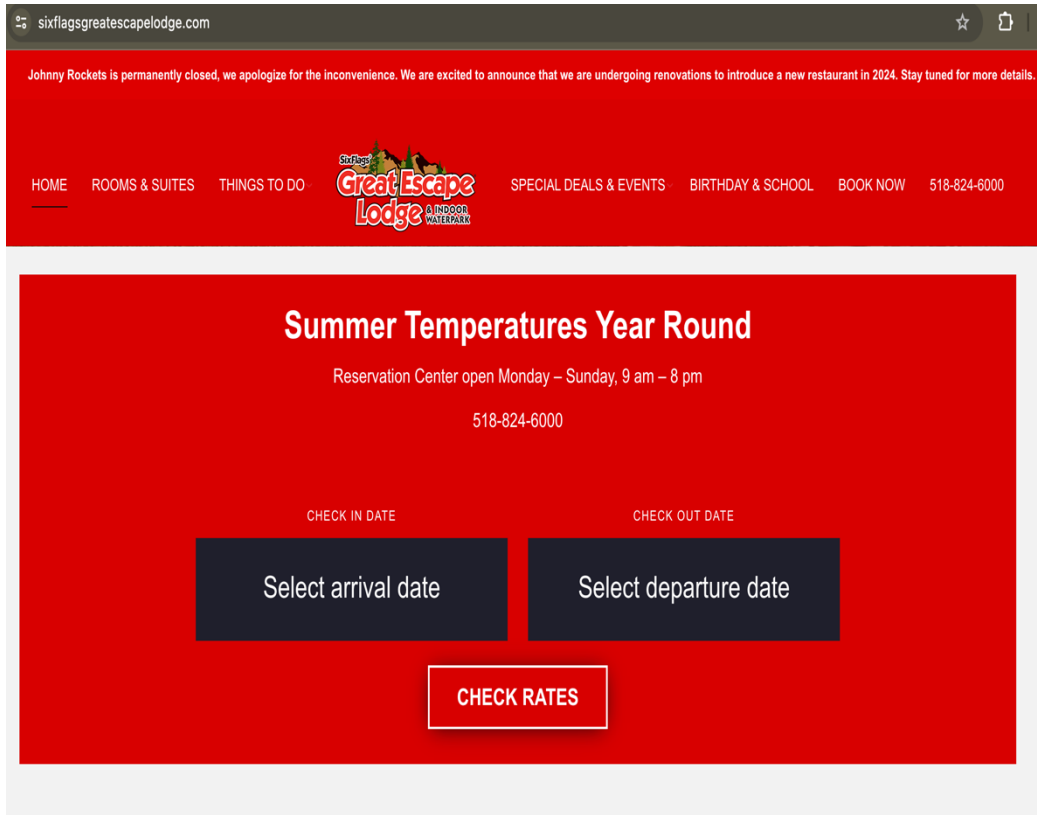 sixflagsgreatescapelodge.com
Johnny Rockets is permanently closed, we apologize for the inconvenience. We are excited to announce that we are undergoing renovations to introduce a new restaurant in 2024. Stay tuned for more details.
HOME ROOMS & SUITES THINGS TO DO
SixFlags
Great Escape
Lodge & INDOOR WATERPARK
SPECIAL DEALS & EVENTS BIRTHDAY & SCHOOL BOOK NOW 518-824-6000
Summer Temperatures Year Round
Reservation Center open Monday – Sunday, 9 am – 8 pm
518-824-6000
CHECK IN DATE CHECK OUT DATE
Select arrival date Select departure date
CHECK RATES